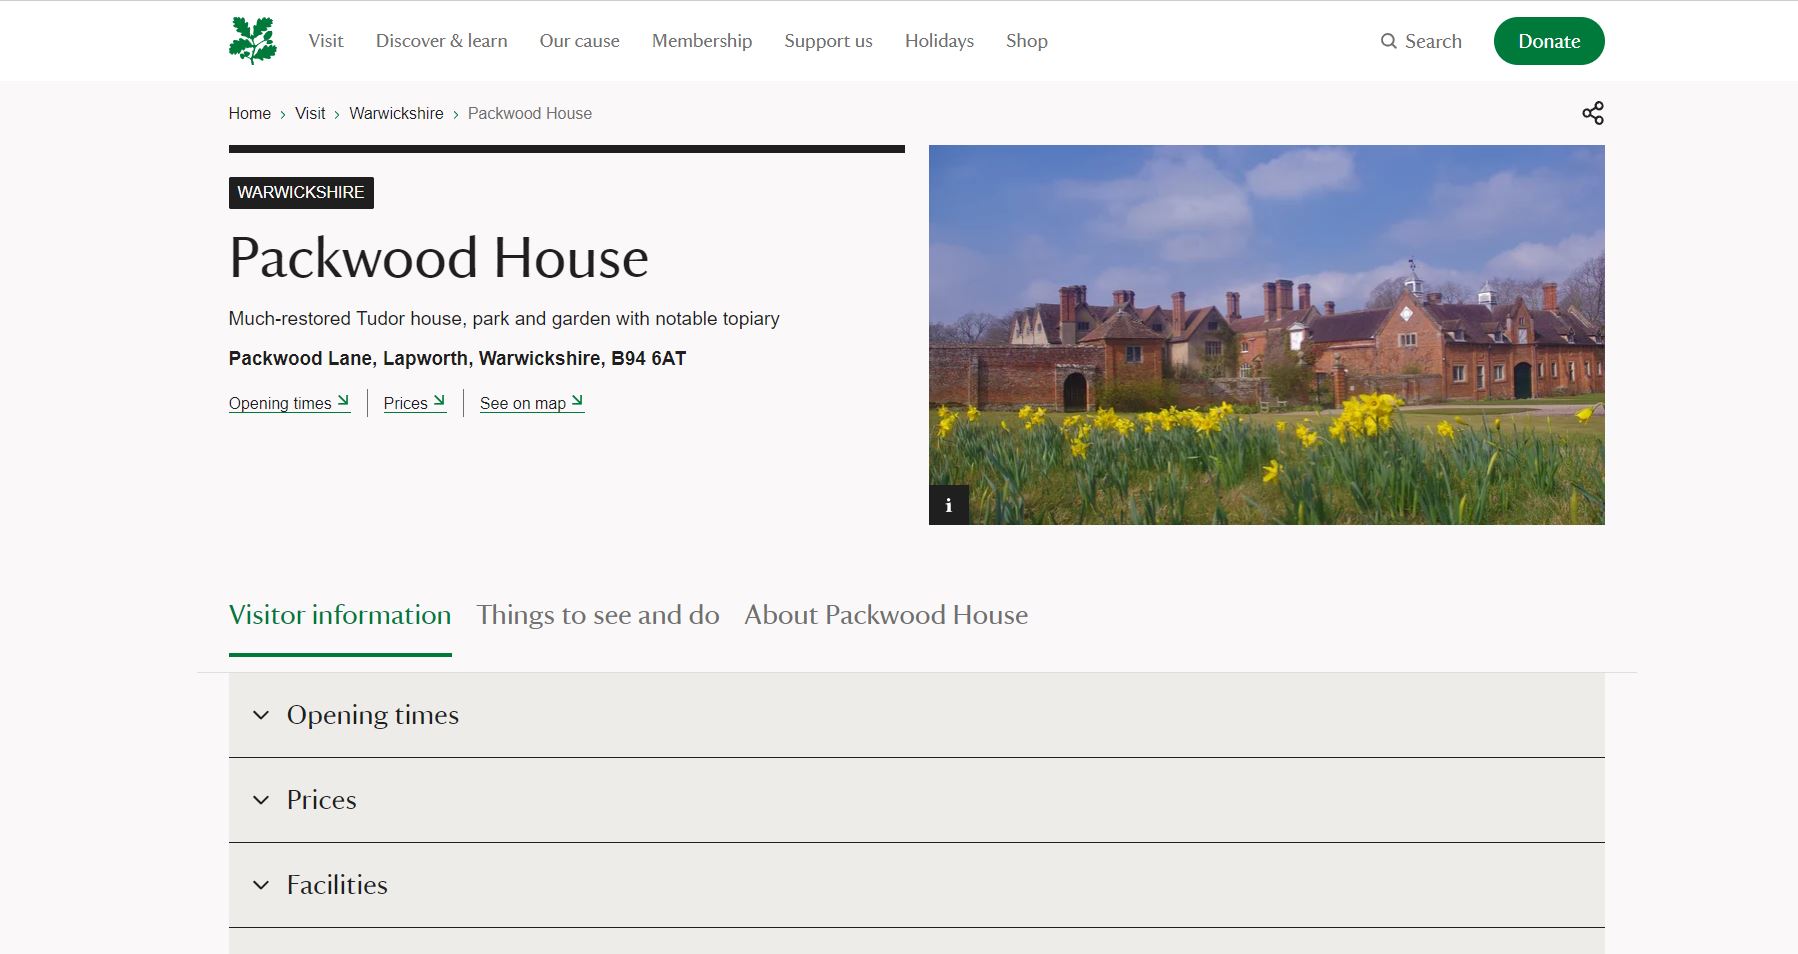 Visit
Discover & learn
Our cause
Membership
Support us
Holidays
Shop
Search
Donate
Home › Visit › Warwickshire › Packwood House
WARWICKSHIRE
Packwood House
Much-restored Tudor house, park and garden with notable topiary
Packwood Lane, Lapworth, Warwickshire, B94 6AT
Opening times
Prices
See on map
i
Visitor information
Things to see and do
About Packwood House
Opening times
Prices
Facilities